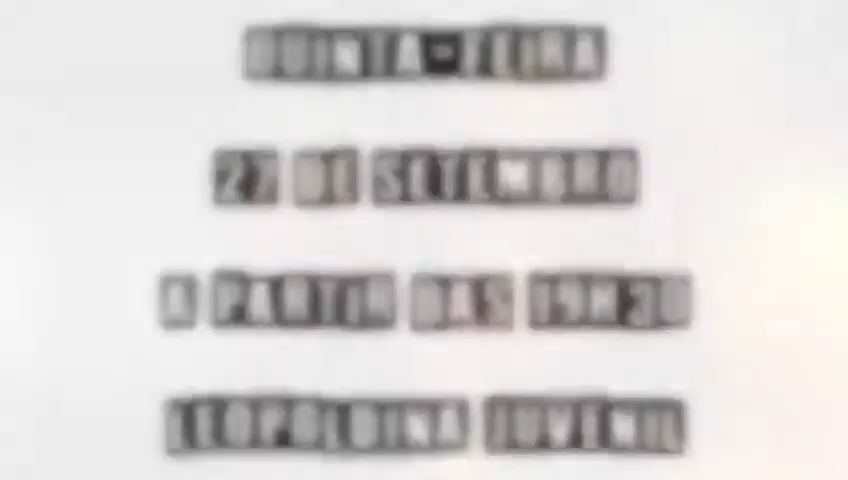 QUINTA-FEIRA
27 DE SETEMBRO
A PARTIR DAS 19H30
LEOPOLDINA JUVENIL